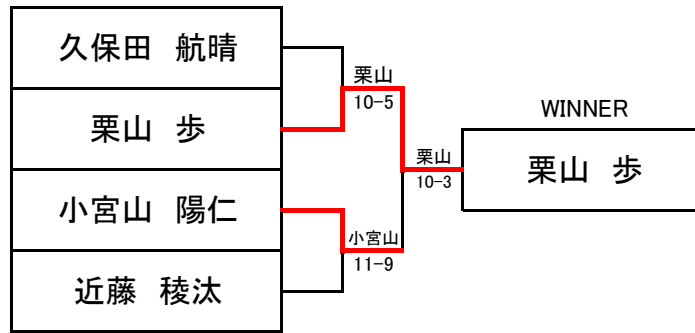 久保田 航晴
栗山 歩
小宮山 陽仁
近藤 稜汰
栗山
10-5
小宮山
11-9
栗山
10-3
WINNER
栗山 歩